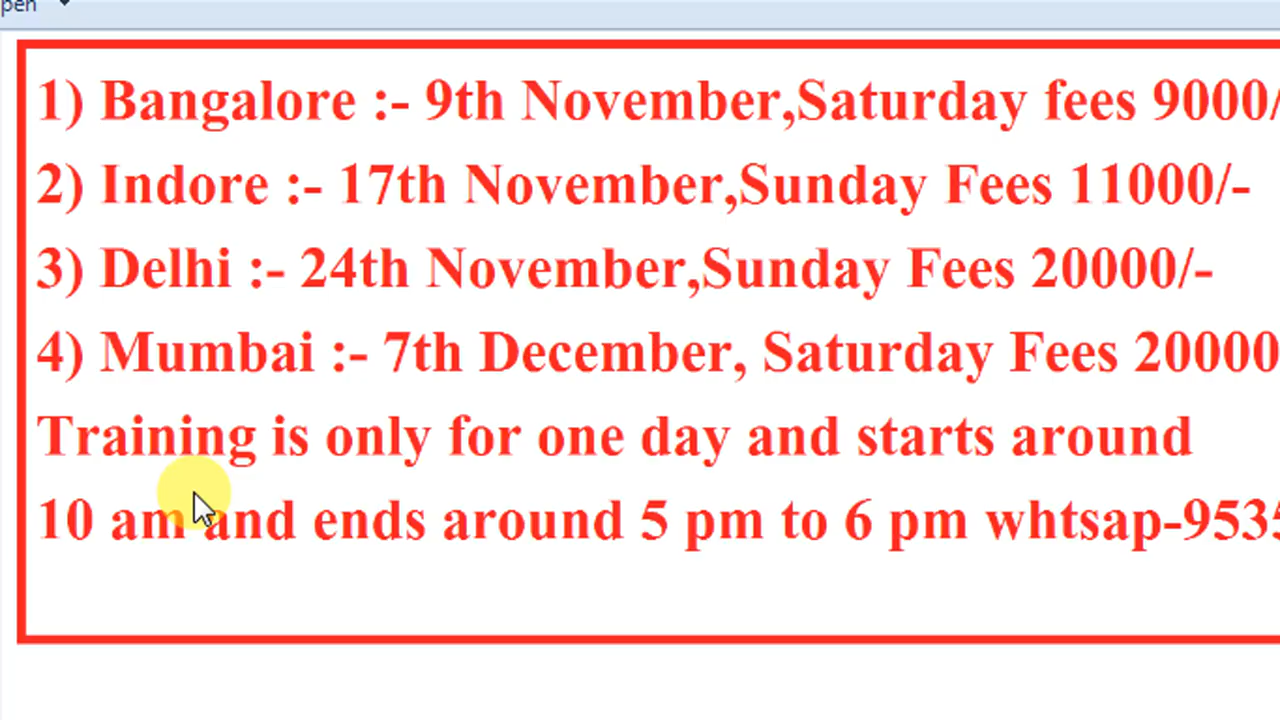 pen
1) Bangalore :- 9th November,Saturday fees 9000/
2) Indore :- 17th November,Sunday Fees 11000/-
3) Delhi :- 24th November,Sunday Fees 20000/-
4) Mumbai :- 7th December, Saturday Fees 20000
Training is only for one day and starts around
10 am and ends around 5 pm to 6 pm whtsap-9535